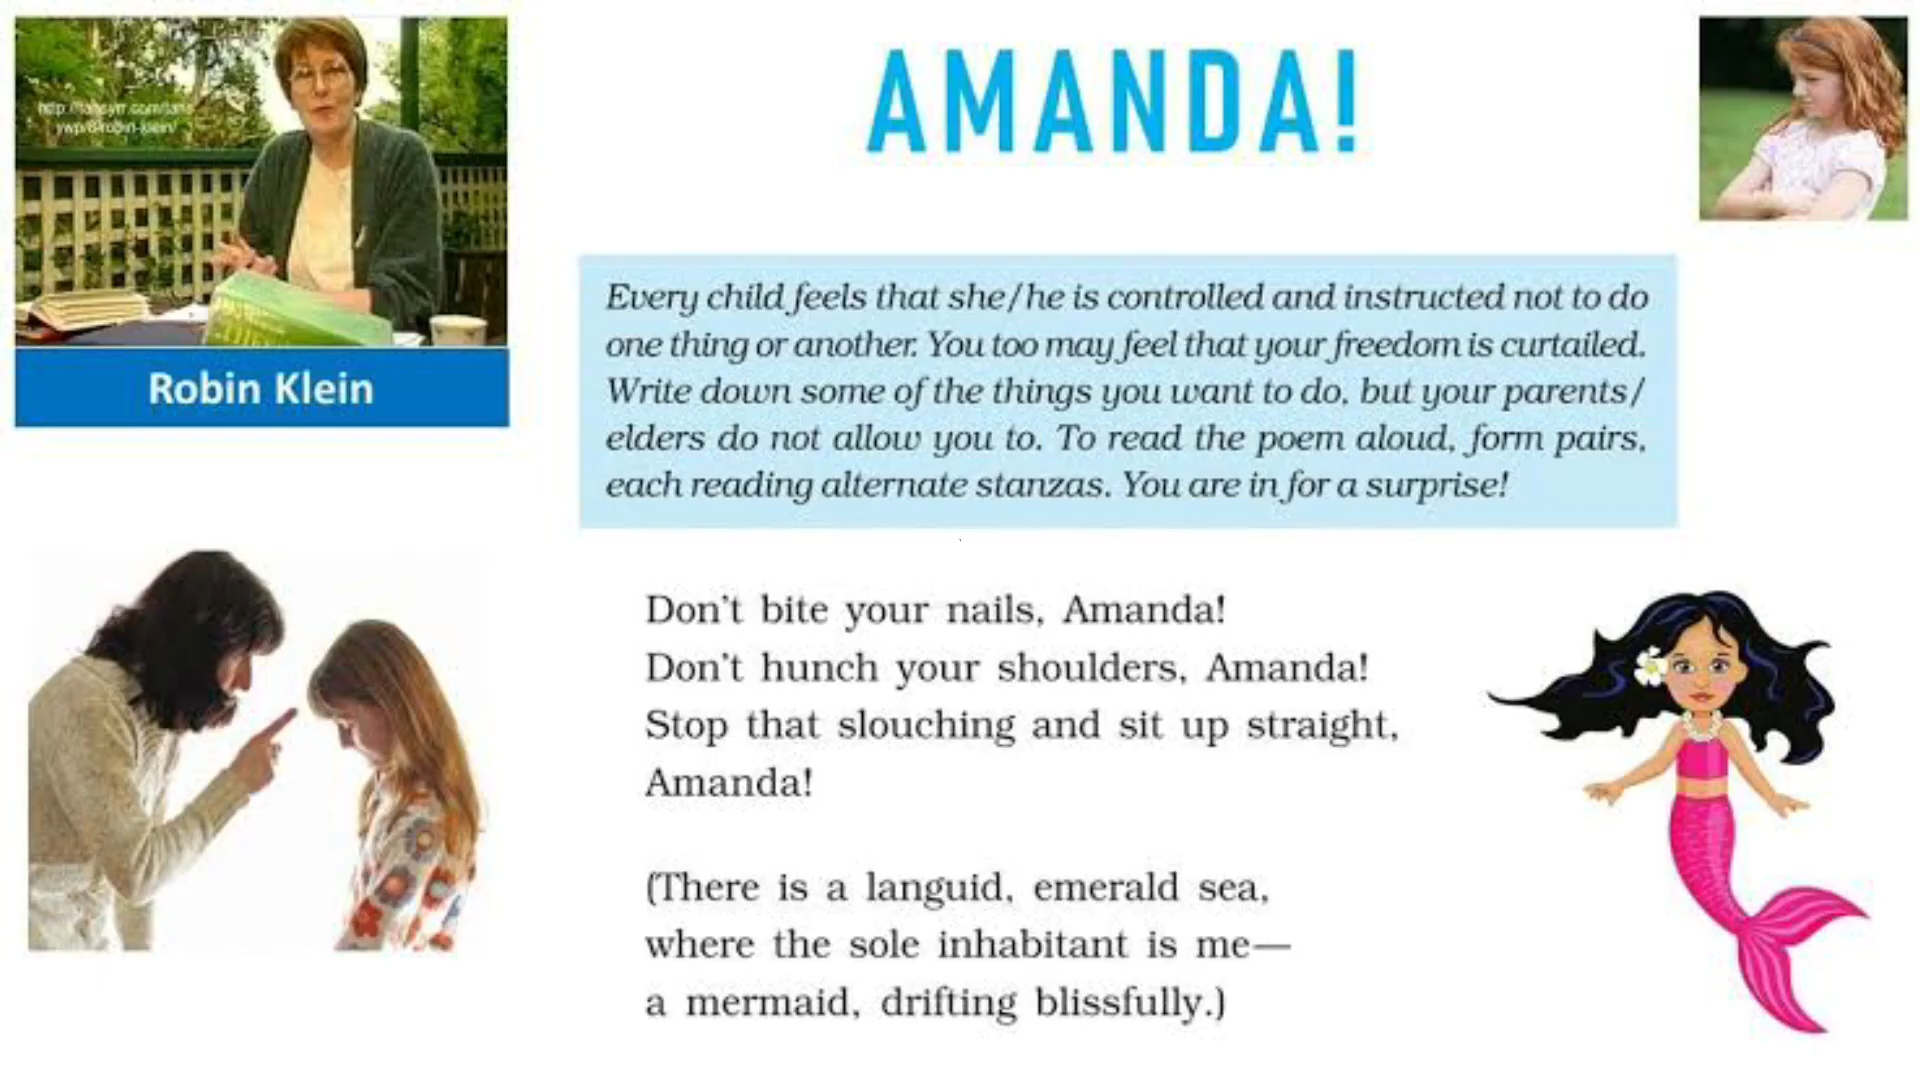 AMANDA!
Robin Klein
Every child feels that she/he is controlled and instructed not to do
one thing or another. You too may feel that your freedom is curtailed.
Write down some of the things you want to do, but your parents/
elders do not allow you to. To read the poem aloud, form pairs,
each reading alternate stanzas. You are in for a surprise!
Don't bite your nails, Amanda!
Don't hunch your shoulders, Amanda!
Stop that slouching and sit up straight,
Amanda!
(There is a languid, emerald sea,
where the sole inhabitant is me—
a mermaid, drifting blissfully.)